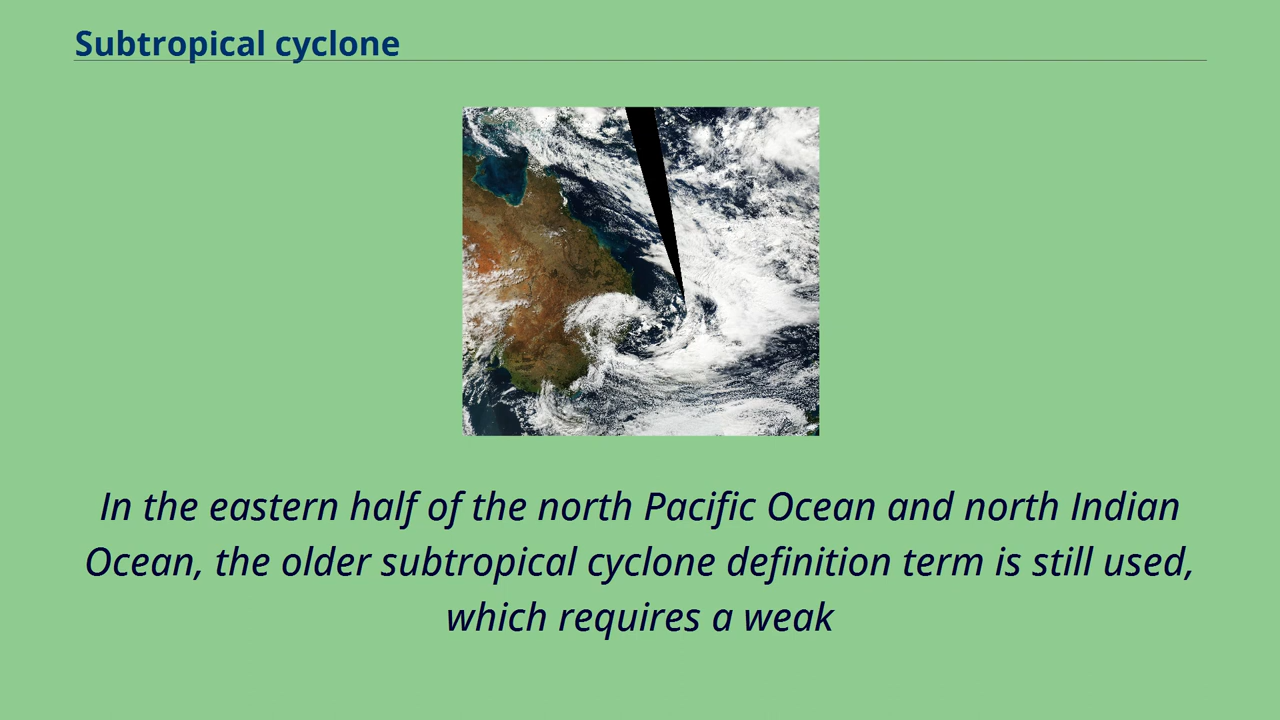 Subtropical cyclone
In the eastern half of the north Pacific Ocean and north Indian
Ocean, the older subtropical cyclone definition term is still used,
which requires a weak